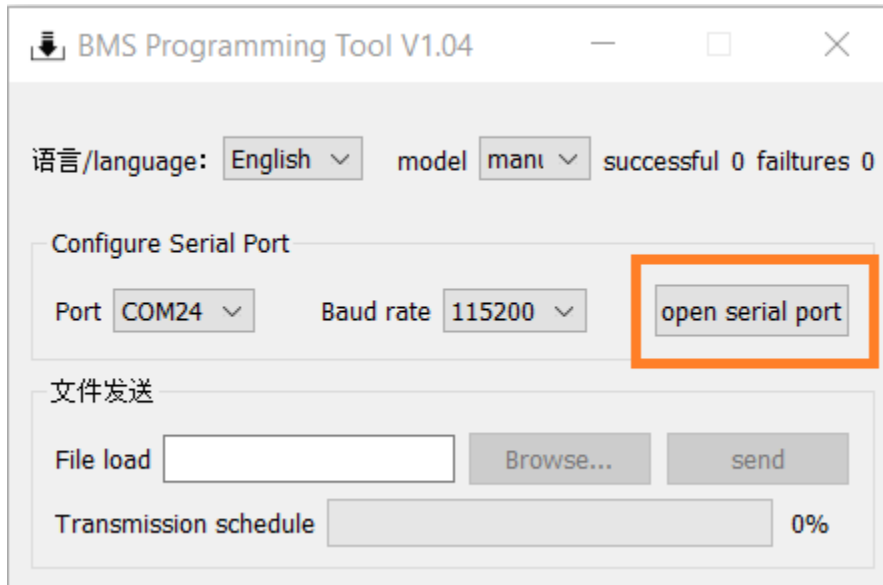 BMS Programming Tool V1.04
语言/language: English model manu successful 0 failtures 0
Configure Serial Port
Port COM24 Baud rate 115200 open serial port
文件发送
File load Browse... send
Transmission schedule 0%